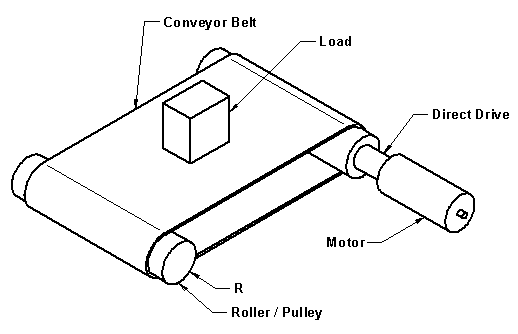 Conveyor Belt
Load
Direct Drive
Motor
R
Roller / Pulley